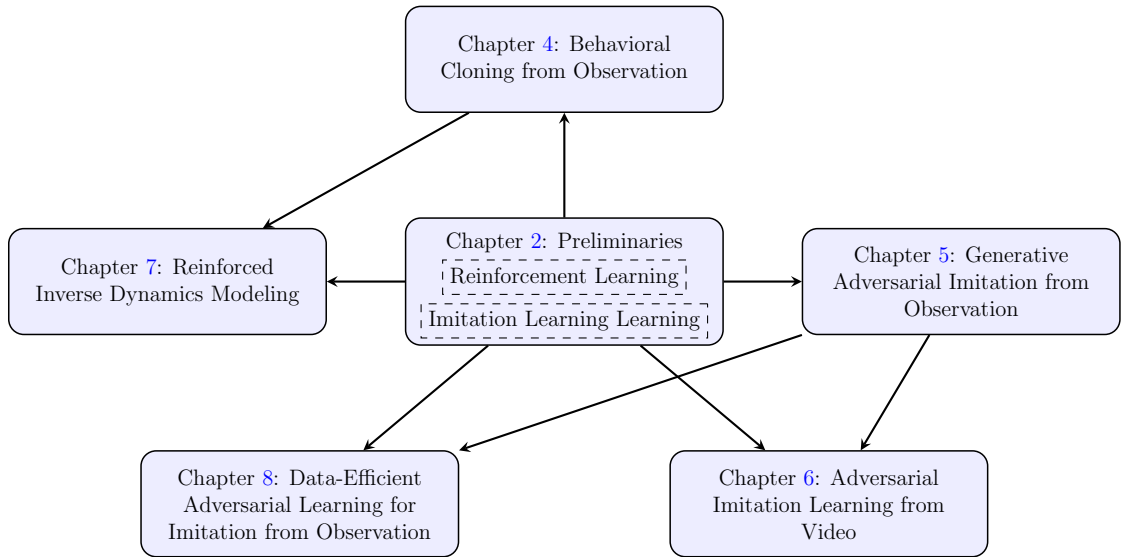 Chapter 4: Behavioral
Cloning from Observation
Chapter 7: Reinforced
Inverse Dynamics Modeling
Chapter 2: Preliminaries
Reinforcement Learning
Imitation Learning Learning
Chapter 5: Generative
Adversarial Imitation from
Observation
Chapter 8: Data-Efficient
Adversarial Learning for
Imitation from Observation
Chapter 6: Adversarial
Imitation Learning from
Video